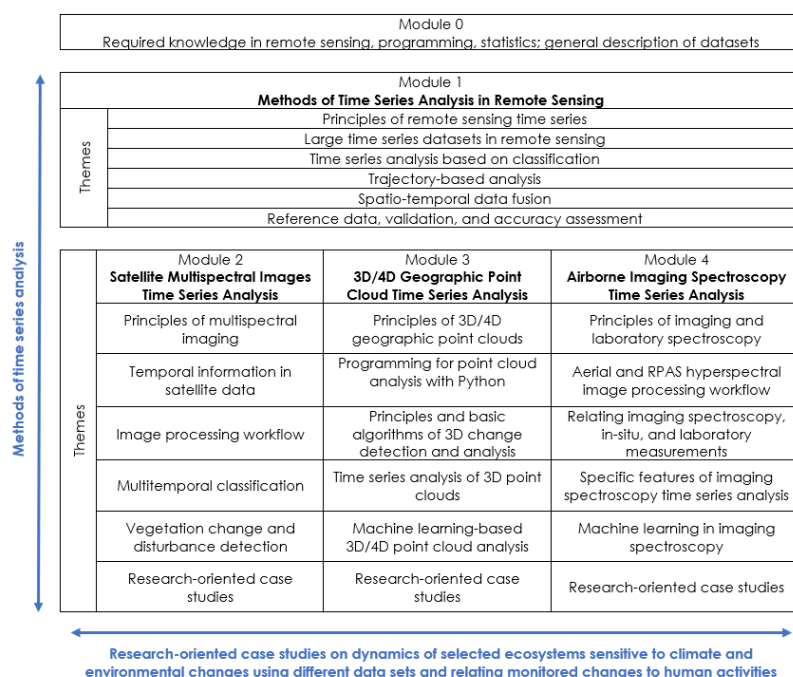 Module 0
Required knowledge in remote sensing, programming, statistics; general description of datasets
Module 1
Methods of Time Series Analysis in Remote Sensing
Themes
Principles of remote sensing time series
Large time series datasets in remote sensing
Time series analysis based on classification
Trajectory-based analysis
Spatio-temporal data fusion
Reference data, validation, and accuracy assessment
Methods of time series analysis
Module 2
Satellite Multispectral Images
Time Series Analysis
Module 3
3D/4D Geographic Point
Cloud Time Series Analysis
Module 4
Airborne Imaging Spectroscopy
Time Series Analysis
Themes
Principles of multispectral
imaging
Principles of 3D/4D
geographic point clouds
Principles of imaging and
laboratory spectroscopy
Temporal information in
satellite data
Programming for point cloud
analysis with Python
Aerial and RPAS hyperspectral
image processing workflow
Image processing workflow
Principles and basic
algorithms of 3D change
detection and analysis
Relating imaging spectroscopy,
in-situ, and laboratory
measurements
Multitemporal classification
Time series analysis of 3D point
clouds
Specific features of imaging
spectroscopy time series analysis
Vegetation change and
disturbance detection
Machine learning-based
3D/4D point cloud analysis
Machine learning in imaging
spectroscopy
Research-oriented case
studies
Research-oriented case
studies
Research-oriented case studies
Research-oriented case studies on dynamics of selected ecosystems sensitive to climate and
environmental changes using different data sets and relating monitored changes to human activities